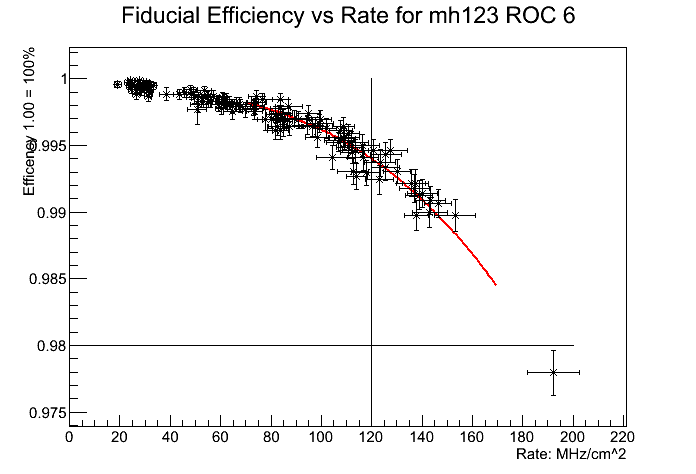 Fiducial Efficiency vs Rate for mh123 ROC 6
Efficency 1.00 = 100%
1
0.995
0.99
0.985
0.98
0.975
0 20 40 60 80 100 120 140 160 180 200 220
Rate: MHz/cm^2